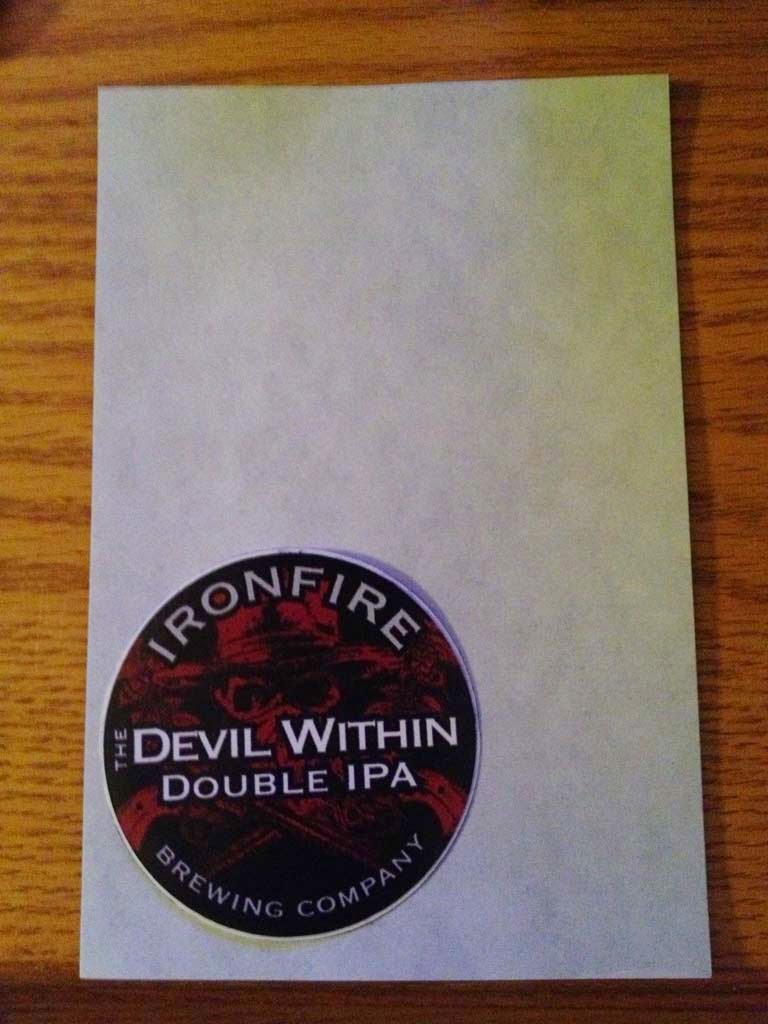 IRONFIRE
THE DEVIL WITHIN
DOUBLE IPA
BREWING COMPANY